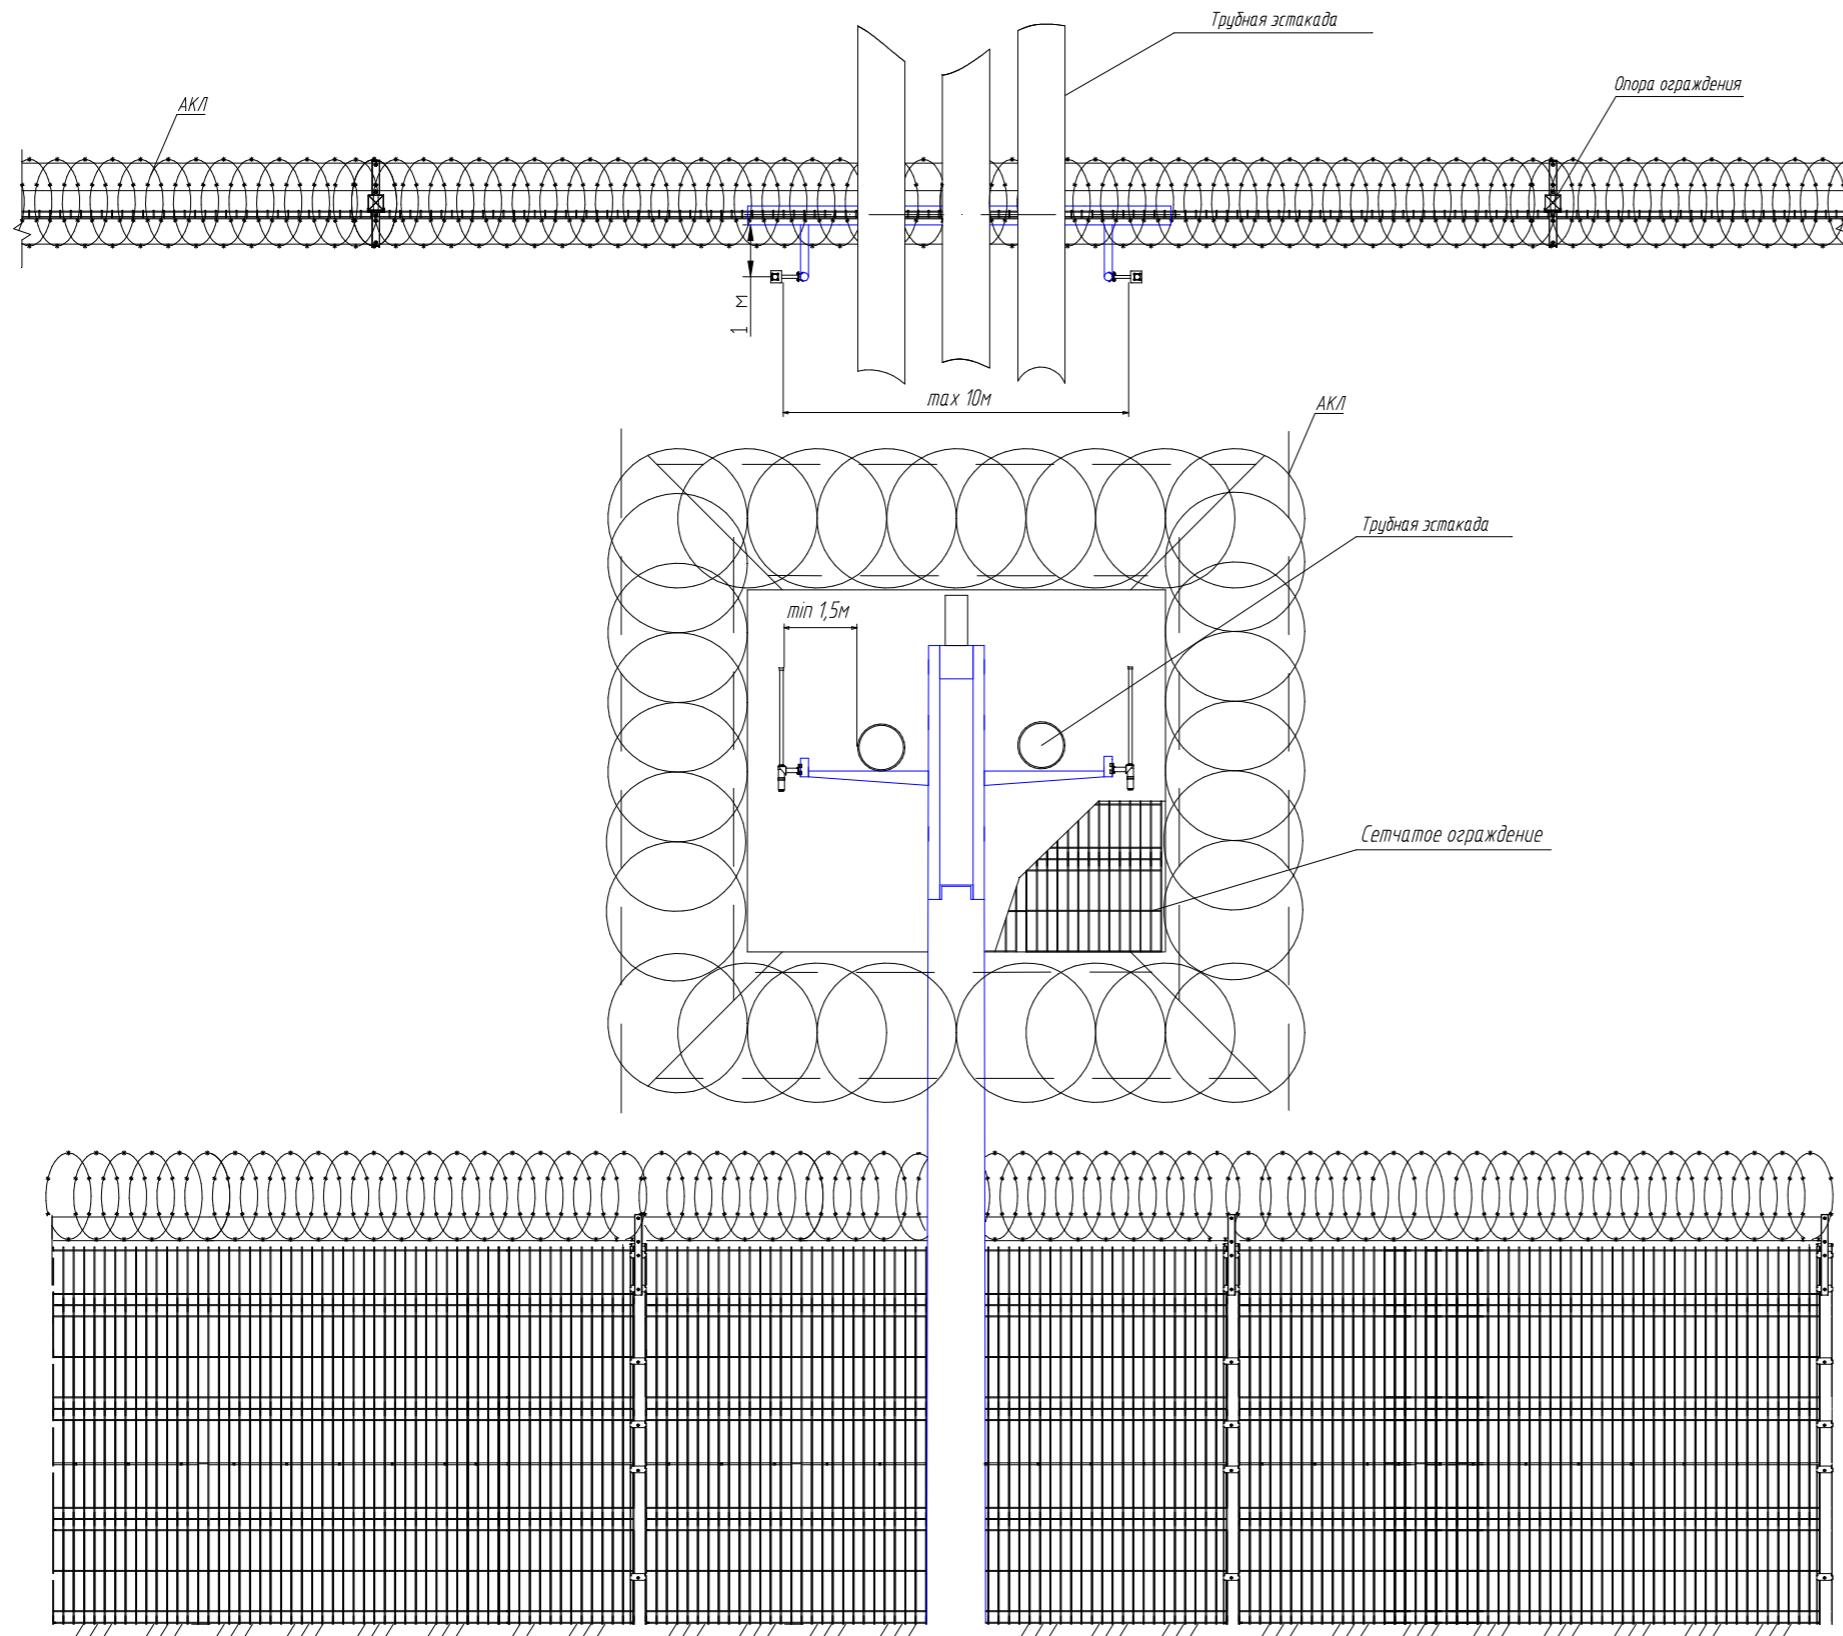 Трубная эстакада
Опора ограждения
АКЛ
1 м
max 10м
АКЛ
Трубная эстакада
min 1,5м
Сетчатое ограждение